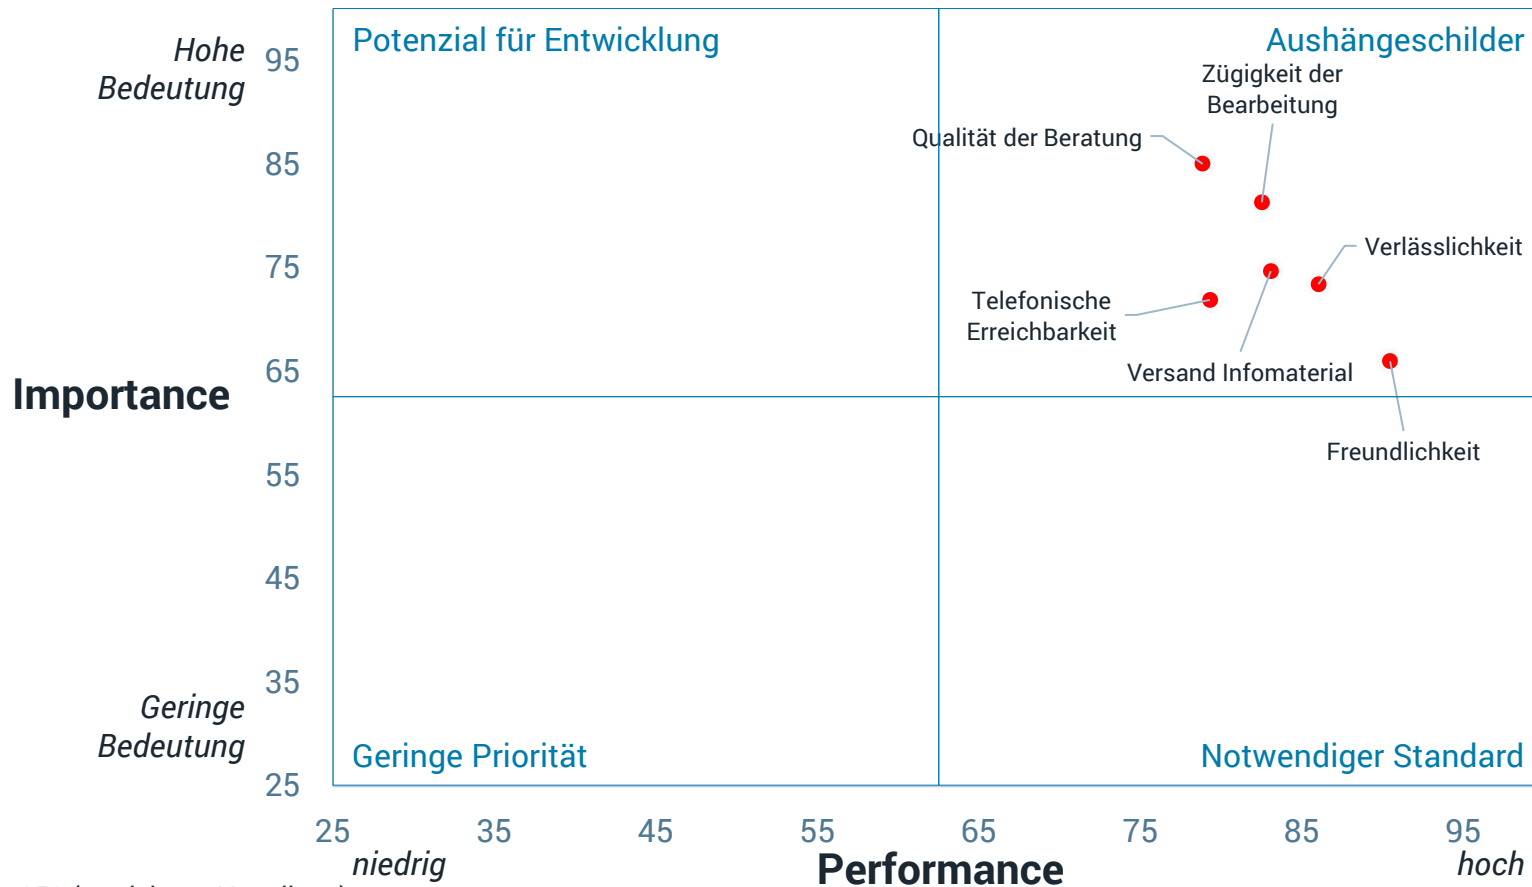 Potenzial für Entwicklung
Aushängeschilder
Hohe
Bedeutung
95
Zügigkeit der
Bearbeitung
Qualität der Beratung
85
Verlässlichkeit
75
Telefonische
Erreichbarkeit
Versand Infomaterial
65
Importance
Freundlichkeit
55
45
35
Geringe
Bedeutung
Geringe Priorität
Notwendiger Standard
25
25 35 45 55 65 75 85 95
niedrig
Performance
hoch